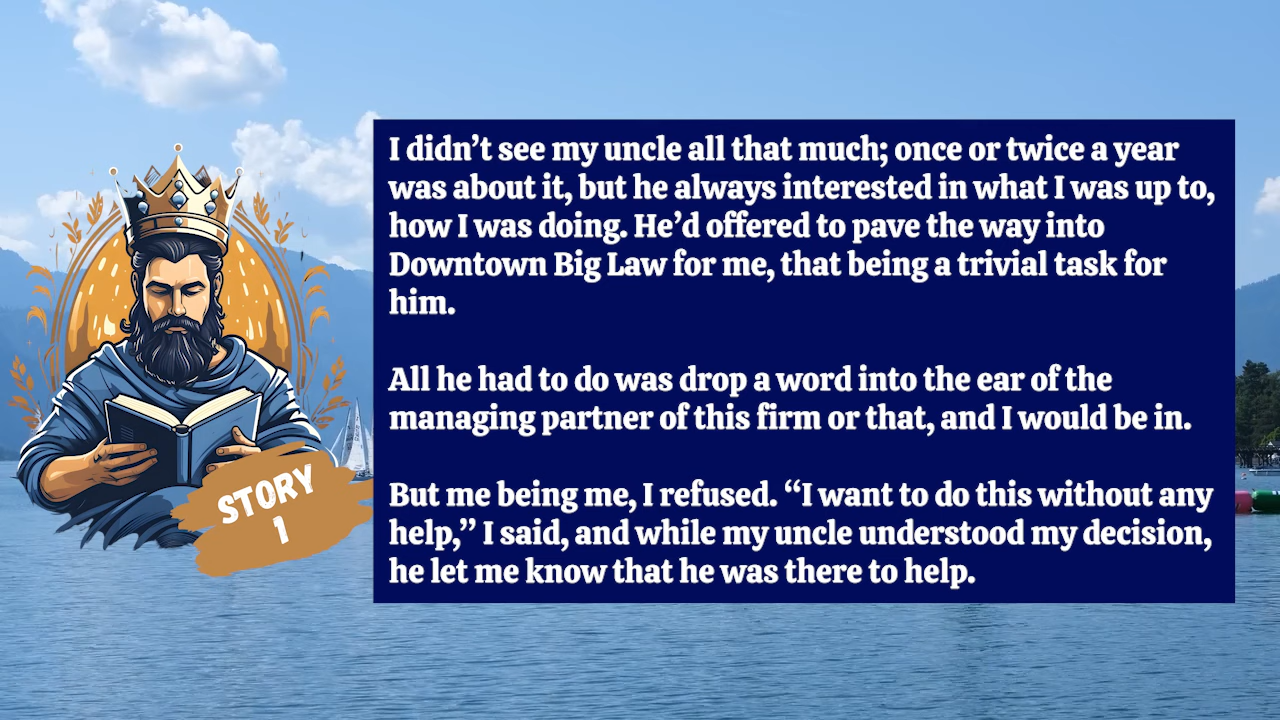 I didn’t see my uncle all that much; once or twice a year
was about it, but he always interested in what I was up to,
how I was doing. He’d offered to pave the way into
Downtown Big Law for me, that being a trivial task for
him.
All he had to do was drop a word into the ear of the
managing partner of this firm or that, and I would be in.
But me being me, I refused. “I want to do this without any
help,” I said, and while my uncle understood my decision,
he let me know that he was there to help.
STORY
1